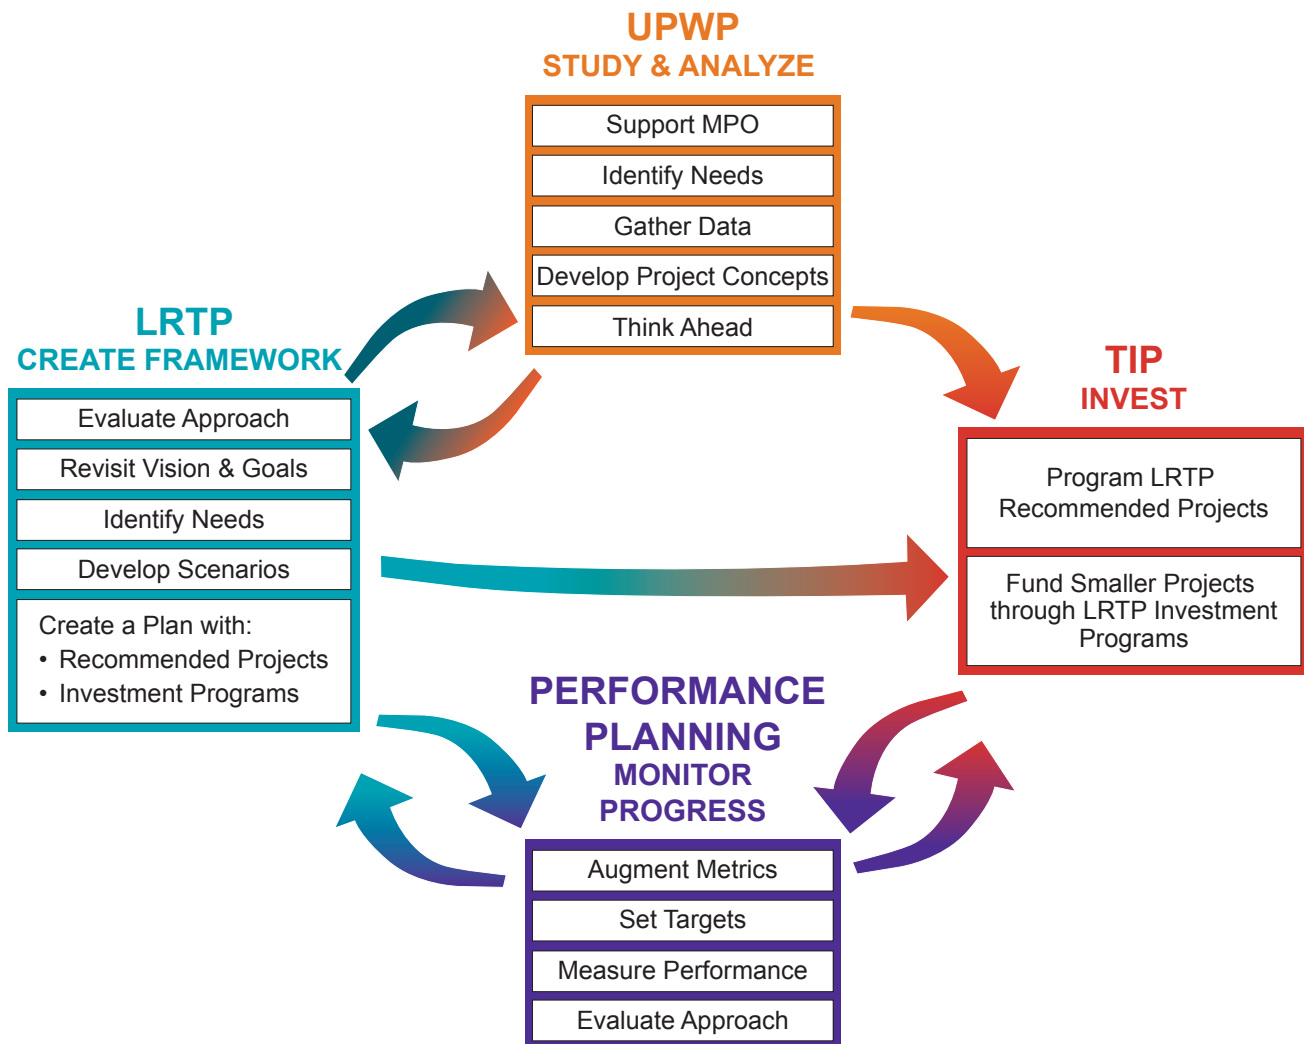 UPWP
STUDY & ANALYZE
Support MPO
Identify Needs
Gather Data
Develop Project Concepts
Think Ahead
LRTP
CREATE FRAMEWORK
Evaluate Approach
Revisit Vision & Goals
Identify Needs
Develop Scenarios
Create a Plan with:
• Recommended Projects
• Investment Programs
TIP
INVEST
Program LRTP
Recommended Projects
Fund Smaller Projects
through LRTP Investment
Programs
PERFORMANCE
PLANNING
MONITOR
PROGRESS
Augment Metrics
Set Targets
Measure Performance
Evaluate Approach